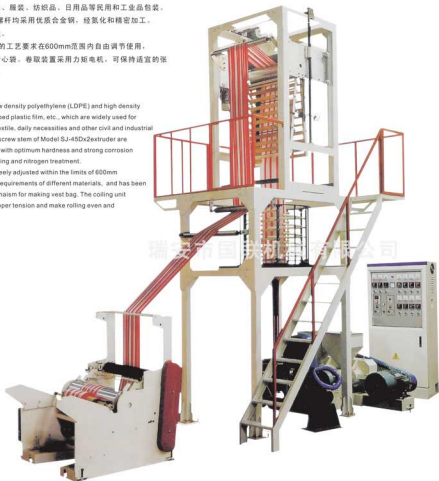 、服装、纺织品、日用品等民用和工业品包装。
螺杆均采用优质合金钢，经氮化和精密加工，
的工艺要求在600mm范围内自由调节使用，
心袋。卷取装置采用力矩电机，可保持适宜的张
w density polyethylene (LDPE) and high density
ped plastic film, etc., which are widely used for
extile, daily necessities and other civil and industrial
screw stem of Model SJ-45Dx2extruder are
with optimum hardness and strong corrosion
ing and nitrogen treatment.
eely adjusted within the limits of 600mm
equirements of different materials, and has been
hanaism for making vest bag. The coiling unit
oper tension and make rolling even and
瑞安市国联机械有限公司